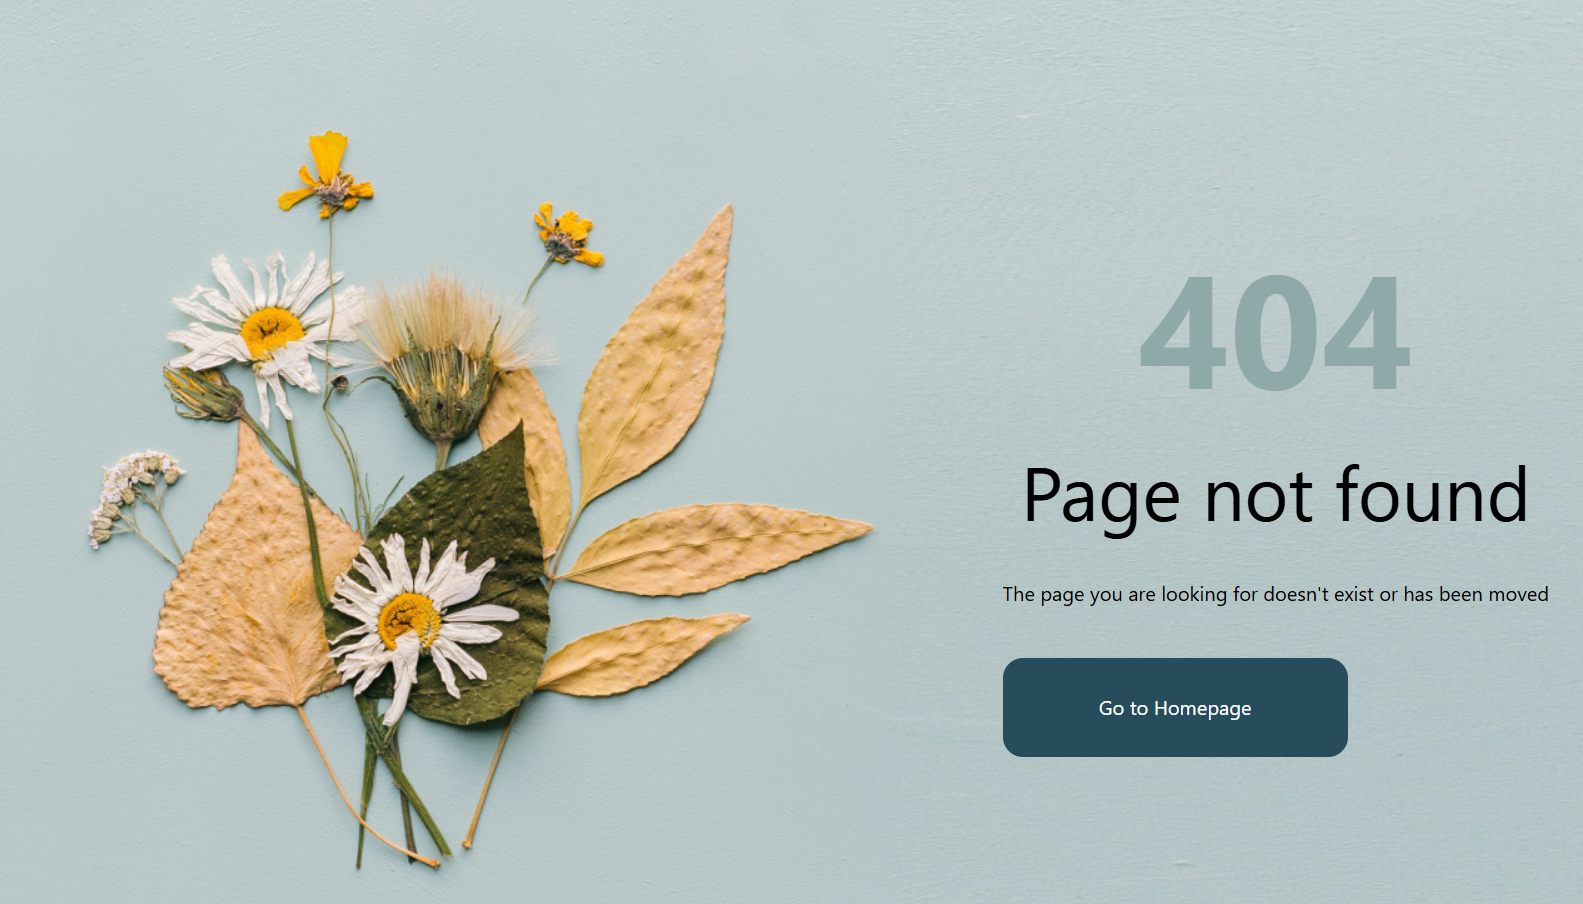 404
Page not found
The page you are looking for doesn't exist or has been moved
Go to Homepage